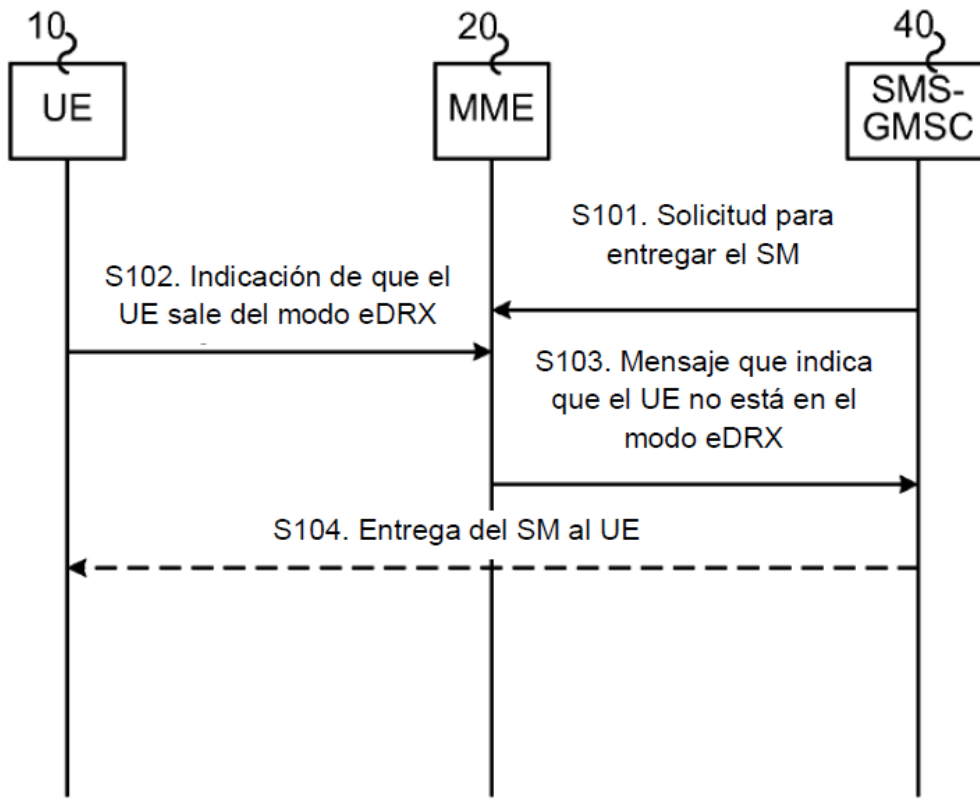 10
20
40
UE
MME
SMS-
GMSC
S101. Solicitud para
entregar el SM
S102. Indicación de que el
UE sale del modo eDRX
S103. Mensaje que indica
que el UE no está en el
modo eDRX
S104. Entrega del SM al UE